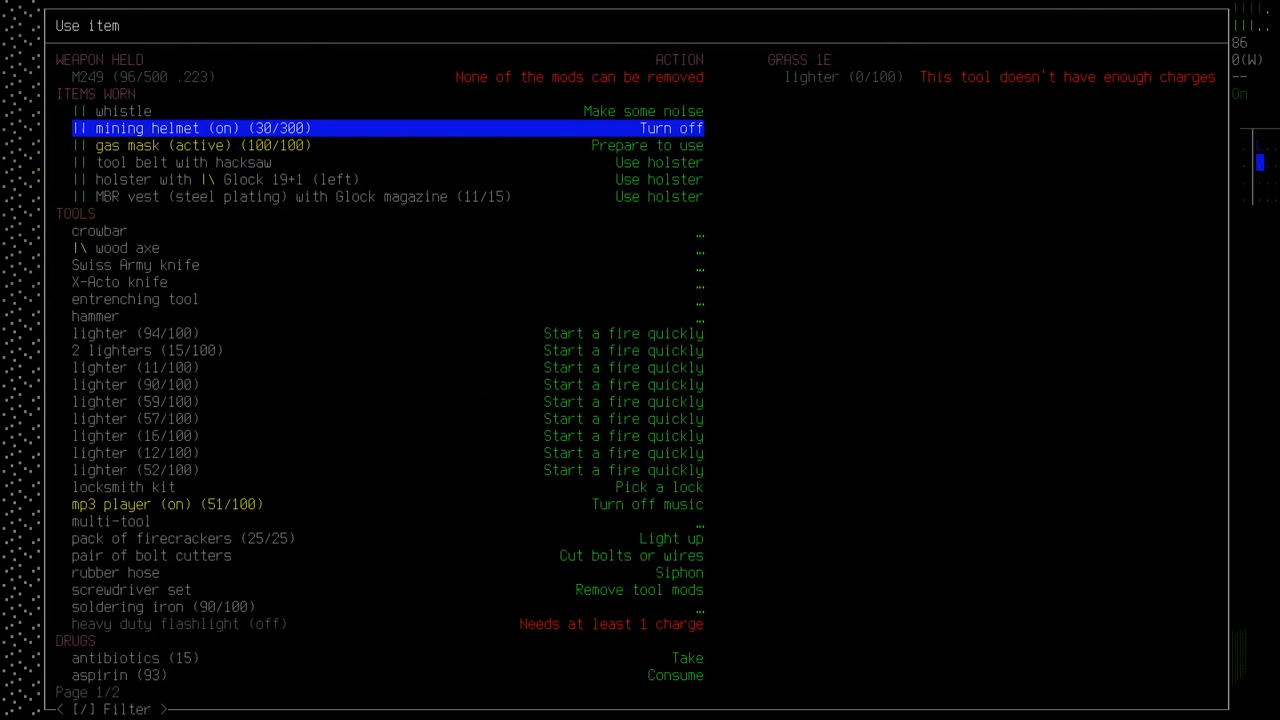 Use item
WEAPON HELD ACTION
M249 (96/500 .223) None of the mods can be removed
ITEMS WORN
|| whistle Make some noise
|| mining helmet (on) (30/300) Turn off
|| gas mask (active) (100/100) Prepare to use
|| tool belt with hacksaw Use holster
|| holster with |\ Glock 19+1 (left) Use holster
|| MBR vest (steel plating) with Glock magazine (11/15) Use holster
TOOLS
crowbar …
|\ wood axe …
Swiss Army knife …
X-Acto knife …
entrenching tool …
hammer …
lighter (94/100) Start a fire quickly
2 lighters (15/100) Start a fire quickly
lighter (11/100) Start a fire quickly
lighter (90/100) Start a fire quickly
lighter (59/100) Start a fire quickly
lighter (57/100) Start a fire quickly
lighter (16/100) Start a fire quickly
lighter (12/100) Start a fire quickly
lighter (52/100) Start a fire quickly
locksmith kit Pick a lock
mp3 player (on) (51/100) Turn off music
multi-tool …
pack of firecrackers (25/25) Light up
pair of bolt cutters Cut bolts or wires
rubber hose Siphon
screwdriver set Remove tool mods
soldering iron (90/100) …
heavy duty flashlight (off) Needs at least 1 charge
DRUGS
antibiotics (15) Take
aspirin (93) Consume
Page 1/2
< [/] Filter >
GRASS 1E
lighter (0/100) This tool doesn't have enough charges
86
0(W)
--
On